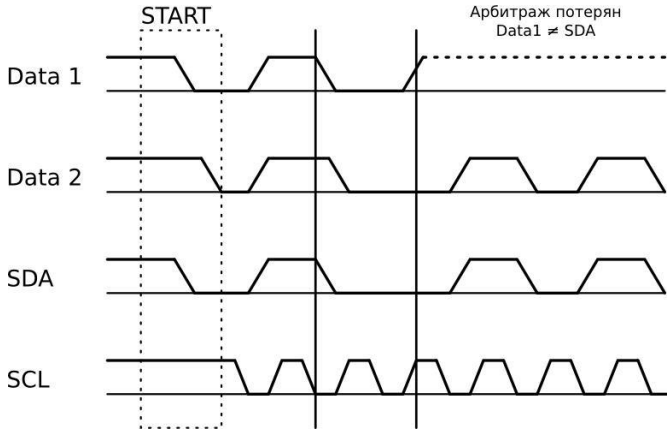 START
Арбитраж потерян
Data1 ≠ SDA
Data 1
Data 2
SDA
SCL